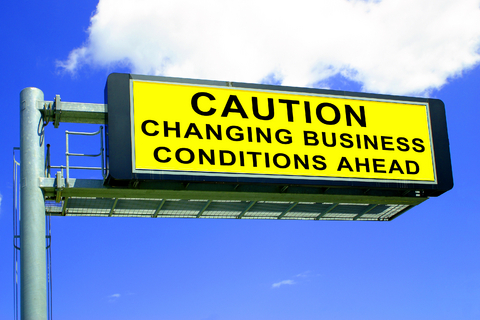 CAUTION
CHANGING BUSINESS
CONDITIONS AHEAD